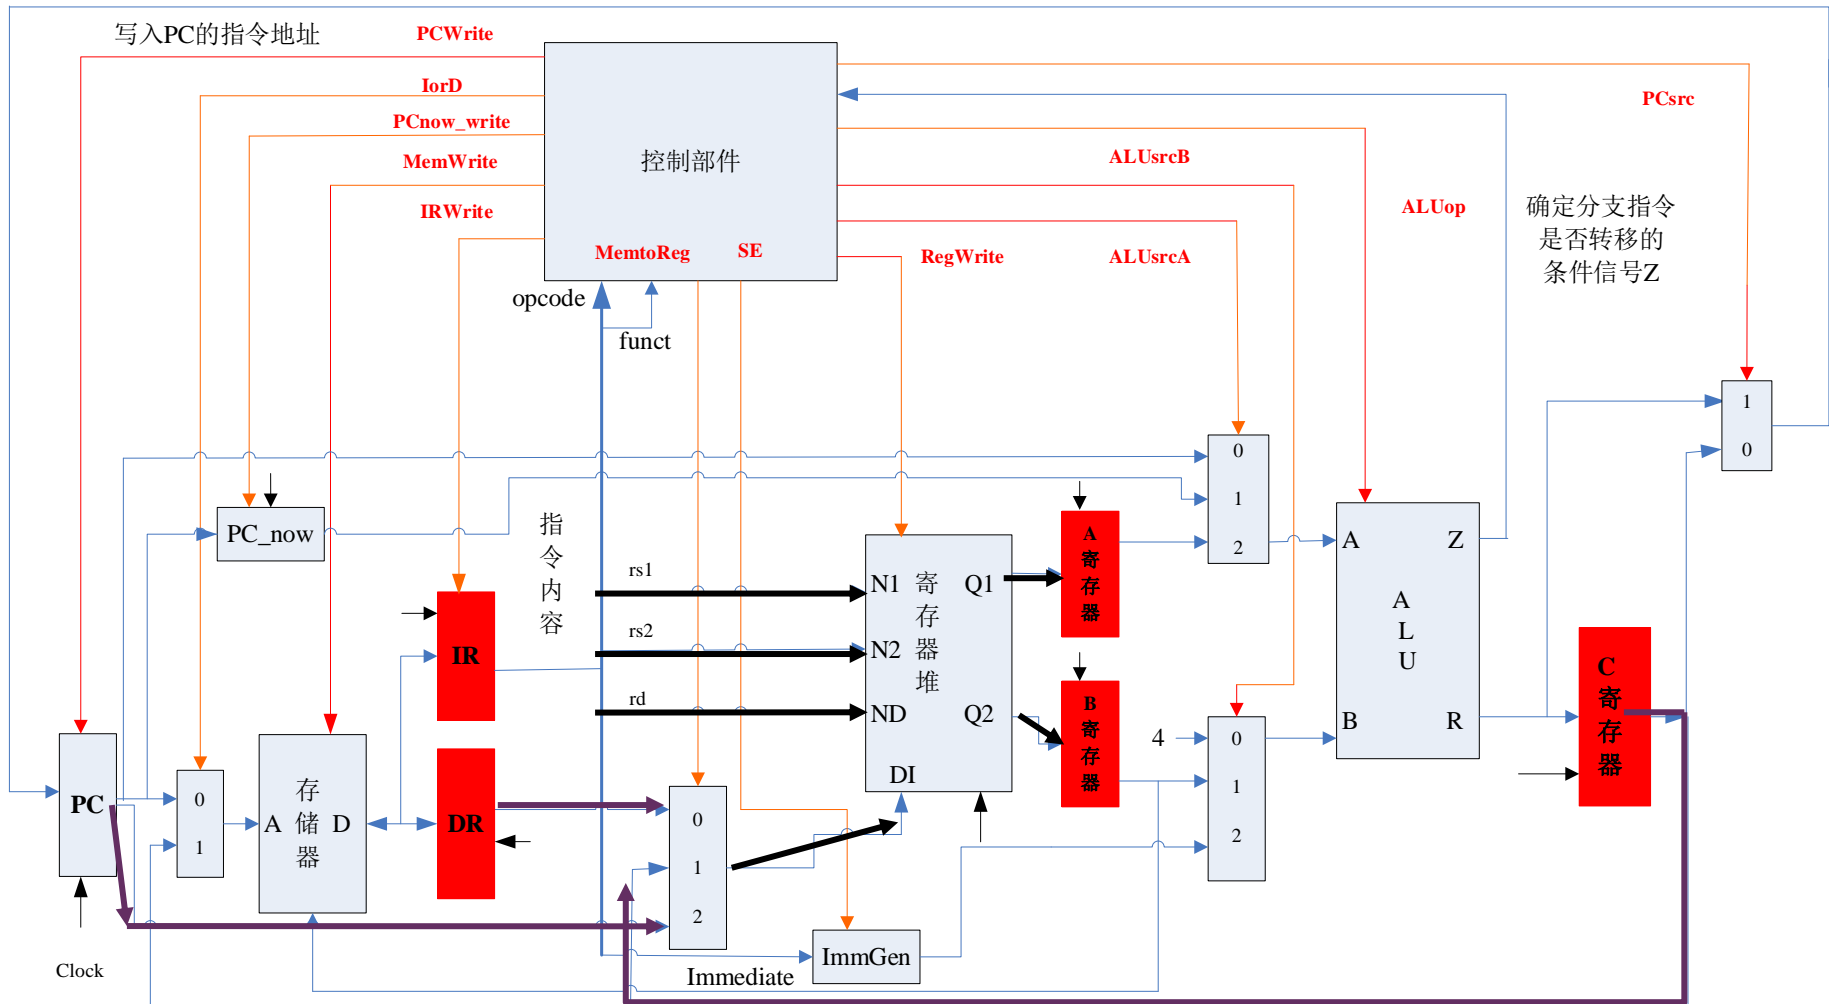 写入PC的指令地址
PCWrite
IorD
PCnow_write
MemWrite
IRWrite
控制部件
MemtoReg
SE
PCsrc
ALUsrcB
ALUop
RegWrite
ALUsrcA
确定分支指令
是否转移的
条件信号Z
opcode
funct
1
0
0
1
2
PC_now
指
令
内
容
rs1
rs2
rd
N1
N2
ND
寄
存
器
堆
Q1
Q2
DI
A
寄
存
器
B
寄
存
器
A
B
A
L
U
Z
R
C
寄
存
器
IR
4
0
1
2
PC
0
1
A
存
储
器
D
DR
0
1
2
ImmGen
Immediate
Clock